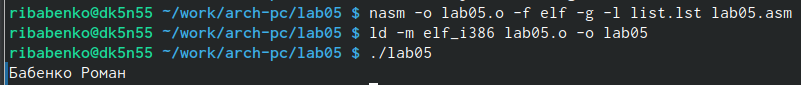 ribabenko@dk5n55 ~/work/arch-pc/lab05 $ nasm -o lab05.o -f elf -g -l list.lst lab05.asm
ribabenko@dk5n55 ~/work/arch-pc/lab05 $ ld -m elf_i386 lab05.o -o lab05
ribabenko@dk5n55 ~/work/arch-pc/lab05 $ ./lab05
Бабенко Роман